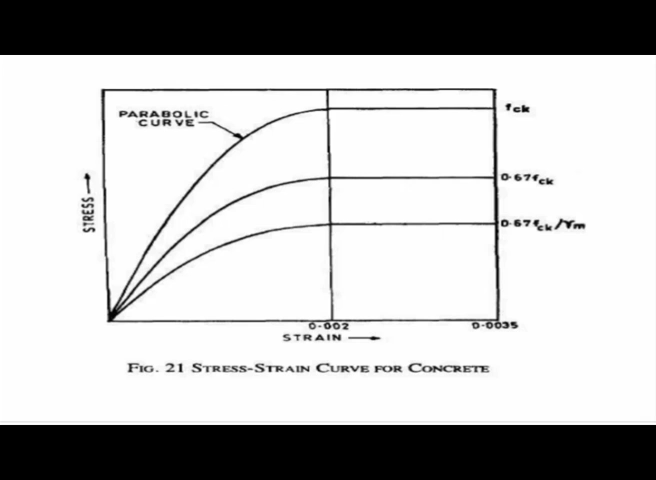 fck
PARABOLIC
CURVE
0·67fck
0·67fck/γm
STRESS
0·002
0·0035
STRAIN
FIG. 21 STRESS-STRAIN CURVE FOR CONCRETE